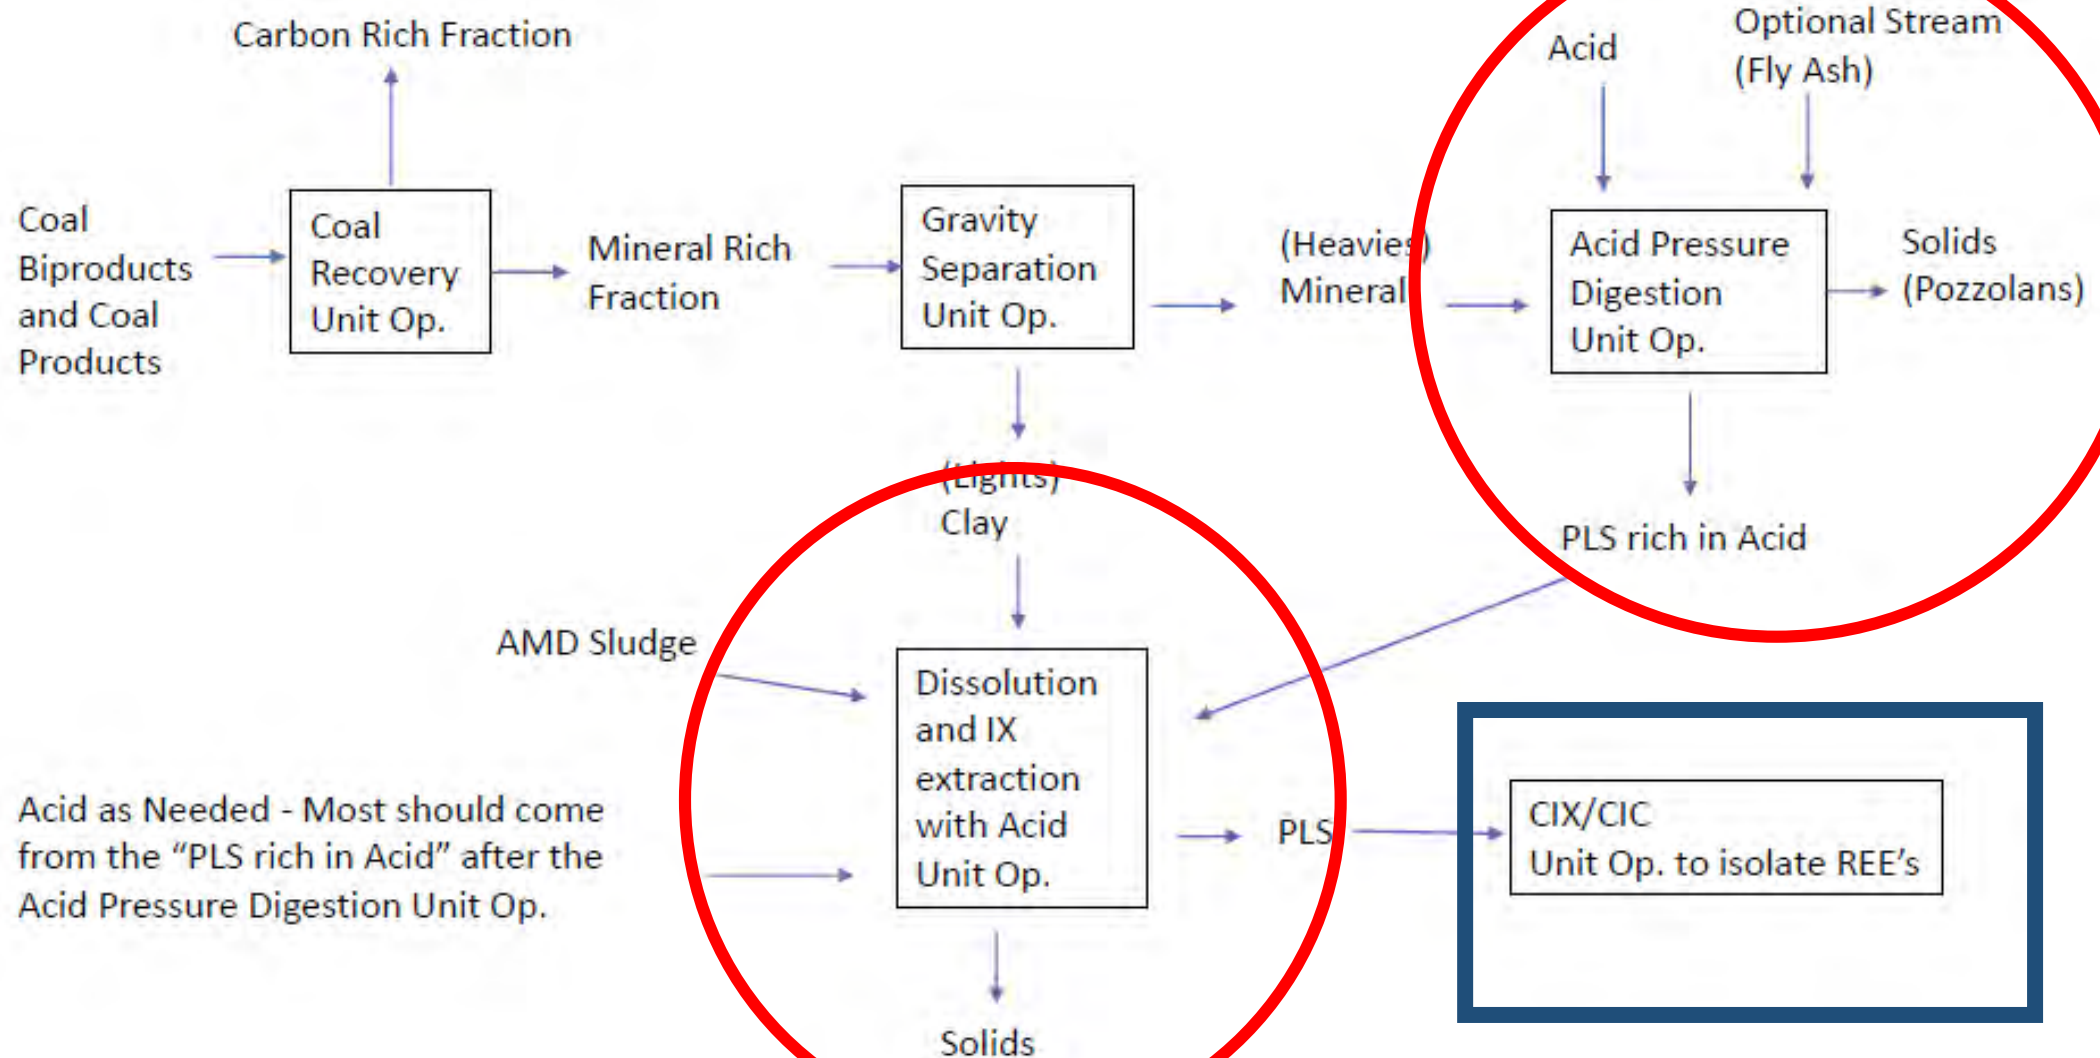 Carbon Rich Fraction
Acid
Optional Stream
(Fly Ash)
Coal
Biproducts
and Coal
Products
Coal
Recovery
Unit Op.
Mineral Rich
Fraction
Gravity
Separation
Unit Op.
(Heavies)
Mineral
Acid Pressure
Digestion
Unit Op.
Solids
(Pozzolans)
(Lights)
Clay
PLS rich in Acid
AMD Sludge
Dissolution
and IX
extraction
with Acid
Unit Op.
Acid as Needed - Most should come
from the “PLS rich in Acid” after the
Acid Pressure Digestion Unit Op.
PLS
CIX/CIC
Unit Op. to isolate REE’s
Solids